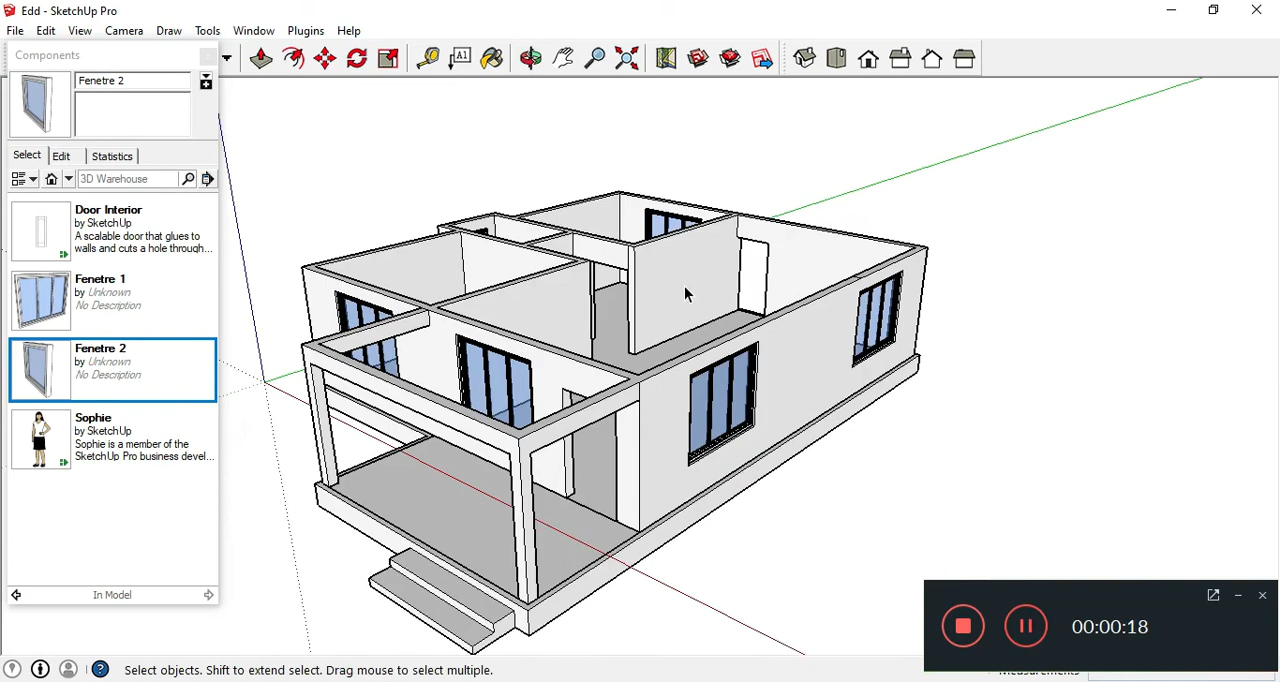 Edd - SketchUp Pro
File Edit View Camera Draw Tools Window Plugins Help
Components
A1
Fenetre 2
Select Edit Statistics
3D Warehouse
Door Interior
by SketchUp
A scalable door that glues to
walls and cuts a hole through...
Fenetre 1
by Unknown
No Description
Fenetre 2
by Unknown
No Description
Sophie
by SketchUp
Sophie is a member of the
SketchUp Pro business devel...
In Model
00:00:18
Select objects. Shift to extend select. Drag mouse to select multiple.
Measurements